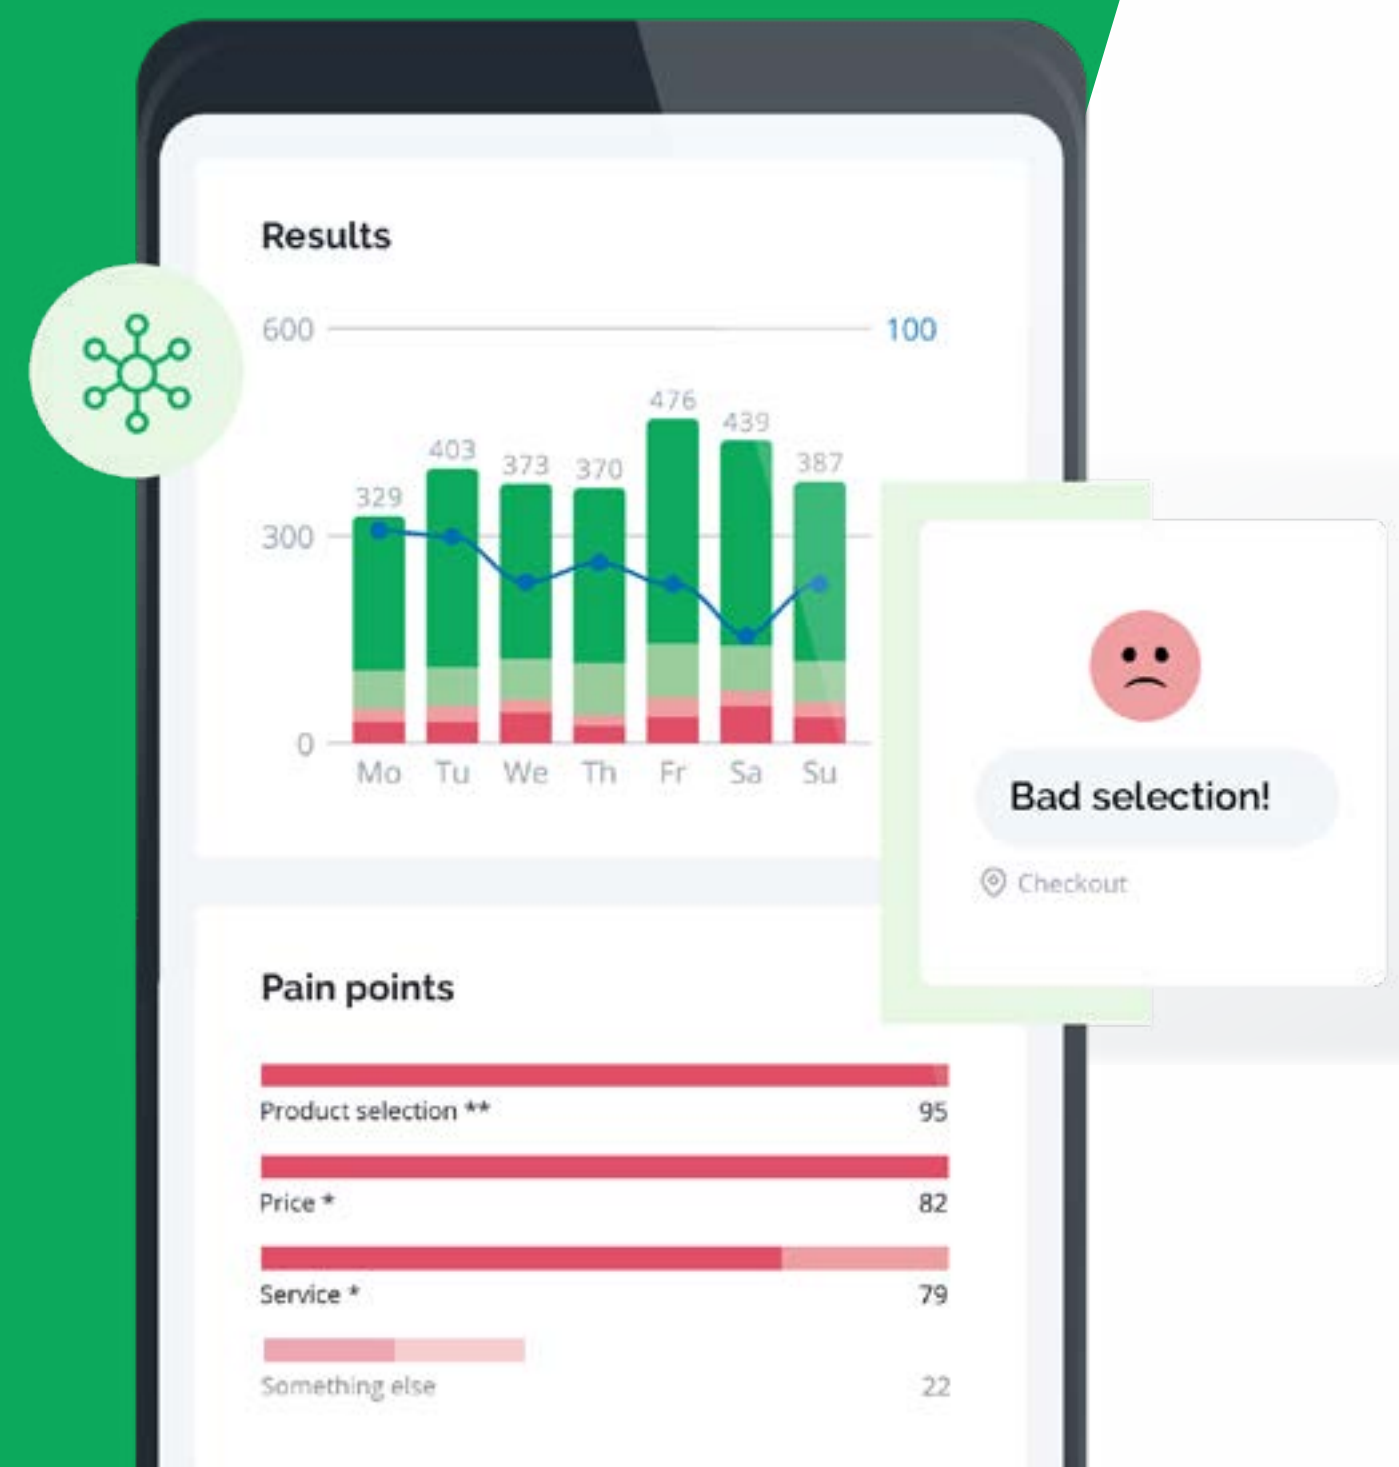 Results
600
100
476
439
403
373
370
387
329
300
0
Mo Tu We Th Fr Sa Su
Bad selection!
Checkout
Pain points
Product selection ** 95
Price * 82
Service * 79
Something else 22